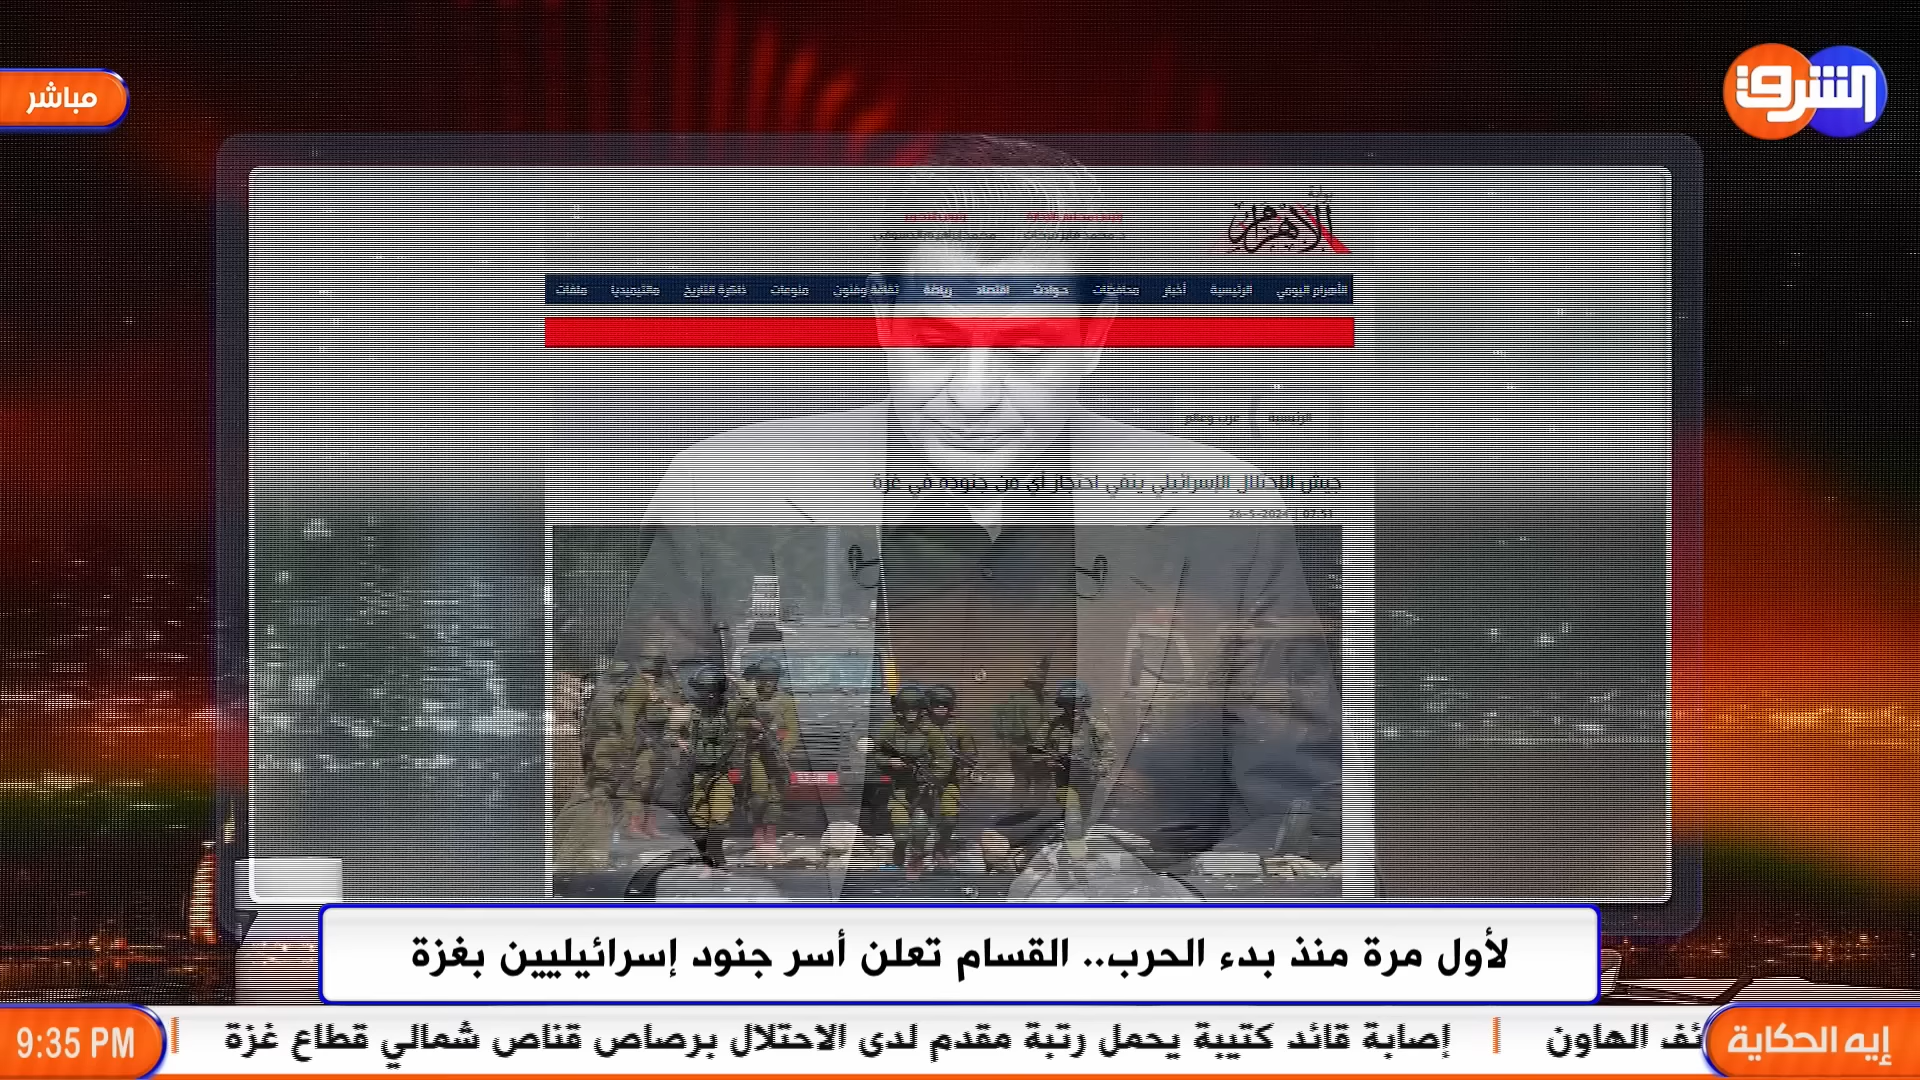 مباشر
الشرق
الأهرام
الأهرام اليومي الرئيسية أخبار محافظات حوادث اقتصاد رياضة ثقافة وفنون منوعات ذاكرة التاريخ مالتيميديا ملفات
الرئيسية عرب وعالم
جيش الاحتلال الإسرائيلي ينفي احتجاز أي من جنوده في غزة
26-5-2024 | 07:51
لأول مرة منذ بدء الحرب.. القسام تعلن أسر جنود إسرائيليين بغزة
إيه الحكاية
ئف الهاون | إصابة قائد كتيبة يحمل رتبة مقدم لدى الاحتلال برصاص قناص شمالي قطاع غزة |
9:35 PM